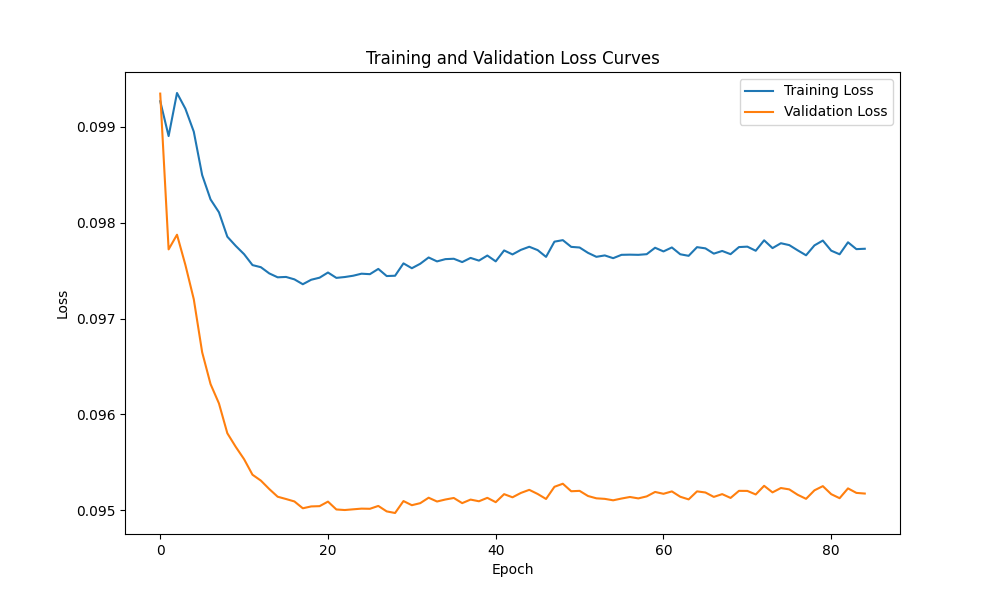 Training and Validation Loss Curves
Training Loss
Validation Loss
0.099
0.098
0.097
0.096
0.095
Loss
0 20 40 60 80
Epoch